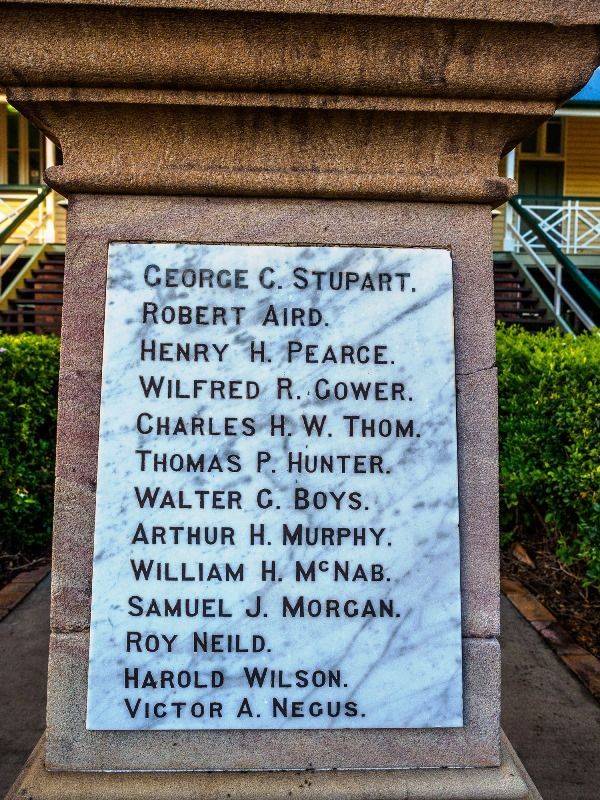 GEORGE C. STUPART.
ROBERT AIRD.
HENRY H. PEARCE.
WILFRED R. GOWER.
CHARLES H. W. THOM.
THOMAS P. HUNTER.
WALTER G. BOYS.
ARTHUR H. MURPHY.
WILLIAM H. McNAB.
SAMUEL J. MORGAN.
ROY NEILD.
HAROLD WILSON.
VICTOR A. NEGUS.